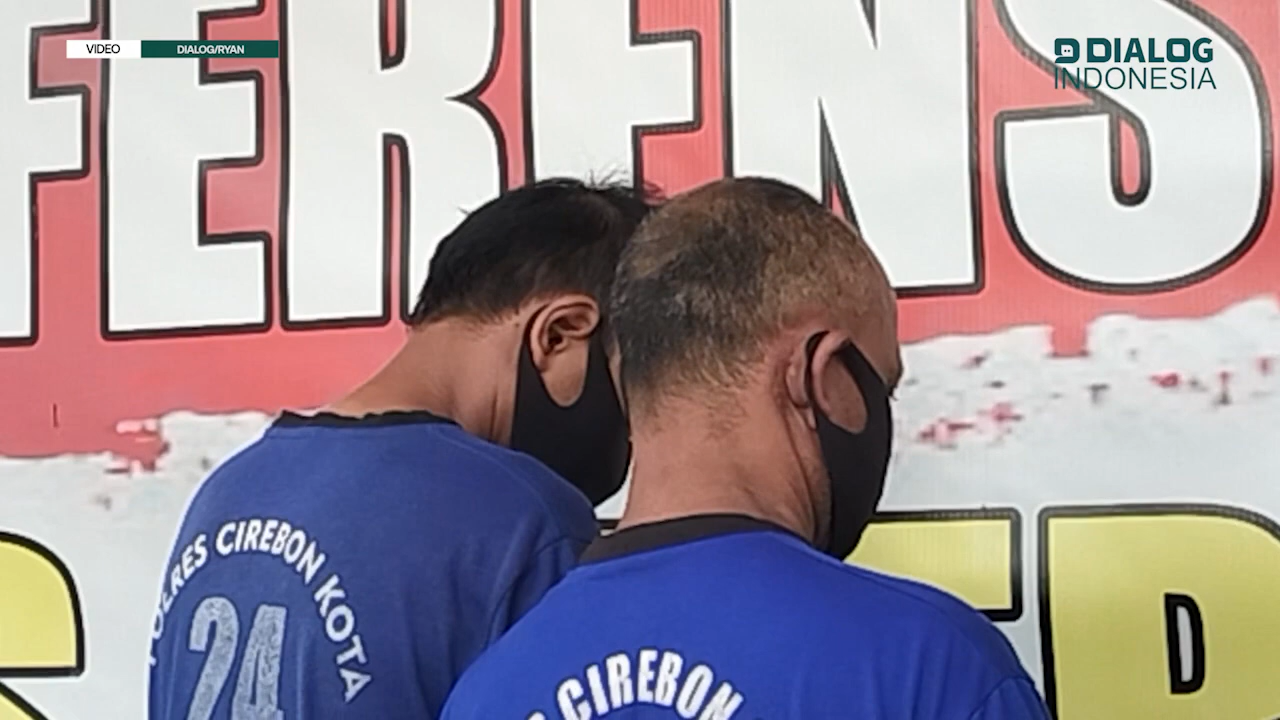 VIDEO
DIALOG/RYAN
DIALOG
INDONESIA
FERENS
POLRES CIREBON KOTA
24
CIREBON